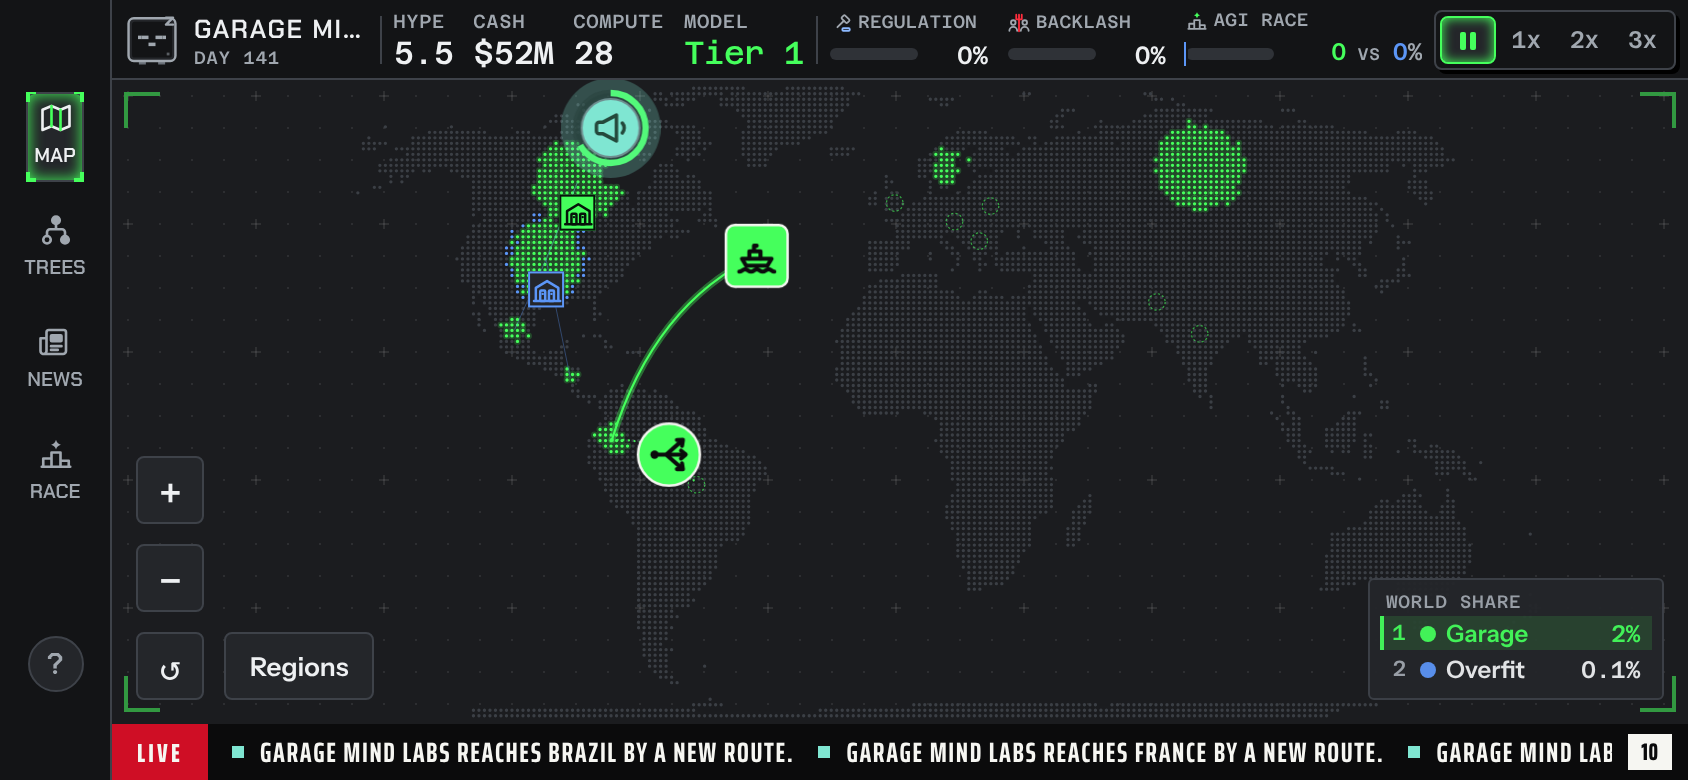 GARAGE MI...
DAY 141
HYPE
5.5
CASH
$52M
COMPUTE
28
MODEL
Tier 1
REGULATION
0%
BACKLASH
0%
AGI RACE
0 VS 0%
1x
2x
3x
MAP
TREES
NEWS
RACE
?
+
−
↺
Regions
WORLD SHARE
1 Garage 2%
2 Overfit 0.1%
LIVE
GARAGE MIND LABS REACHES BRAZIL BY A NEW ROUTE.
GARAGE MIND LABS REACHES FRANCE BY A NEW ROUTE.
GARAGE MIND LAB
10